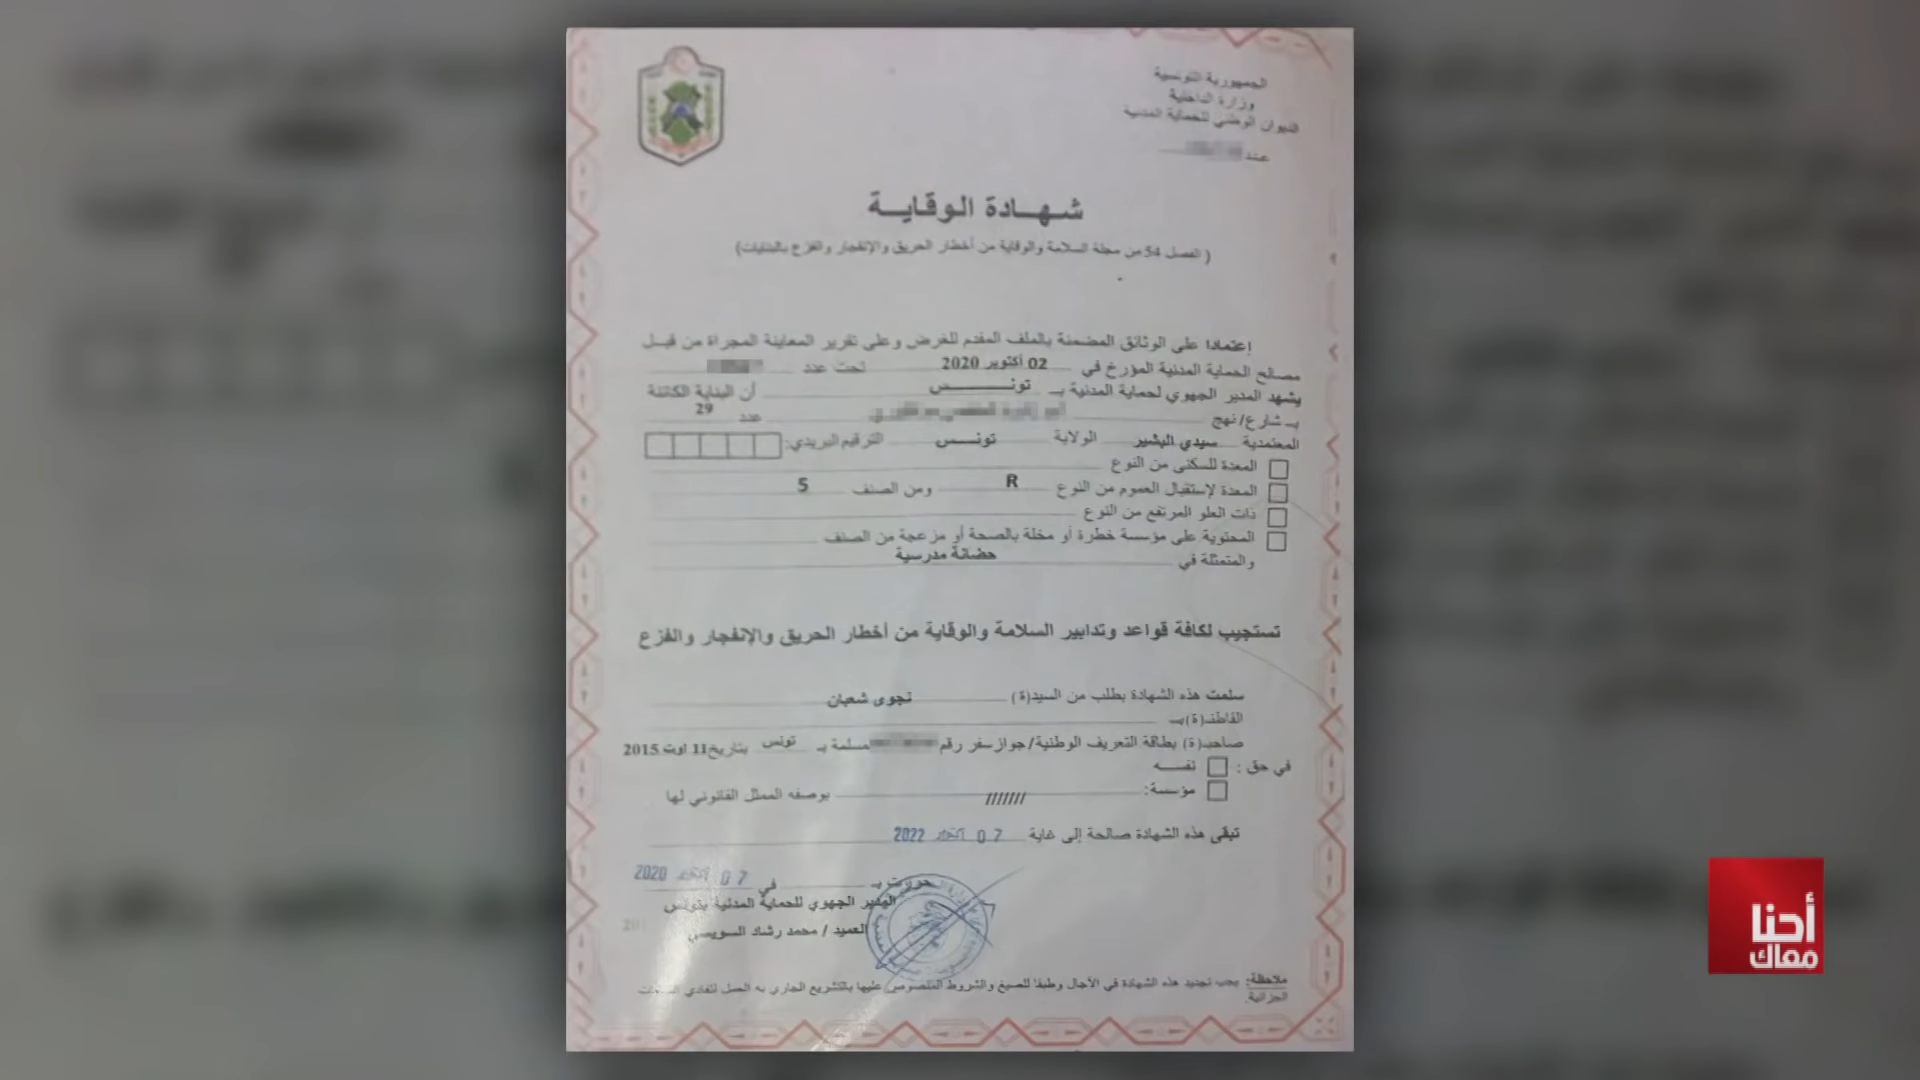 الجمهورية التونسية
وزارة الداخلية
الديوان الوطني للحماية المدنية
عدد
شهادة الوقاية
( الفصل 54 من مجلة السلامة والوقاية من أخطار الحريق والإنفجار والفزع بالبنايات)
إعتمادا على الوثائق المضمنة بالملف المقدم للغرض وعلى تقرير المعاينة المجراة من قبل
مصالح الحماية المدنية المؤرخ في 02 أكتوبر 2020 تحت عدد
يشهد المدير الجهوي لحماية المدنية بـ تونس أن البناية الكائنة
بـ شارع/ نهج عدد 29
المعتمدية سيدي البشير الولاية تونس الترقيم البريدي:
المعدة للسكنى من النوع
المعدة لإستقبال العموم من النوع R ومن الصنف 5
ذات العلو المرتفع من النوع
المحتوية على مؤسسة خطرة أو مخلة بالصحة أو مزعجة من الصنف
والمتمثلة في حضانة مدرسية
تستجيب لكافة قواعد وتدابير السلامة والوقاية من أخطار الحريق والإنفجار والفزع
سلمت هذه الشهادة بطلب من السيد(ة) نجوى شعبان
القاطنـ(ة) بـ
صاحبـ(ة) بطاقة التعريف الوطنية/جواز سفر رقم مسلمة بـ تونس بتاريخ 11 اوت 2015
في حق : نفسه
مؤسسة: /////// بوصفه الممثل القانوني لها
تبقى هذه الشهادة صالحة إلى غاية 07 أكتوبر 2022
حررت بـ في 07 أكتوبر 2020
المدير الجهوي للحماية المدنية بتونس
العميد / محمد رشاد السويسي
ملاحظة: يجب تجديد هذه الشهادة في الآجال وطبقا للصيغ والشروط المنصوص عليها بالتشريع الجاري به العمل لتفادي
الجزائية.
أحنا
معاك